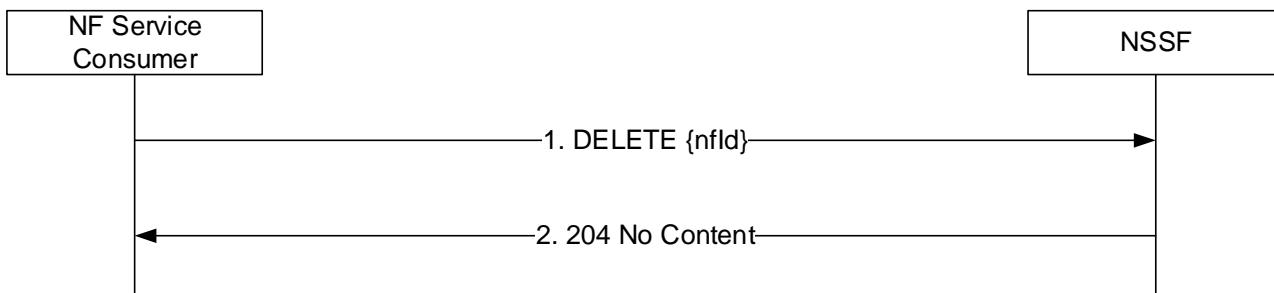 NF Service
Consumer
NSSF
1. DELETE {nfId}
2. 204 No Content